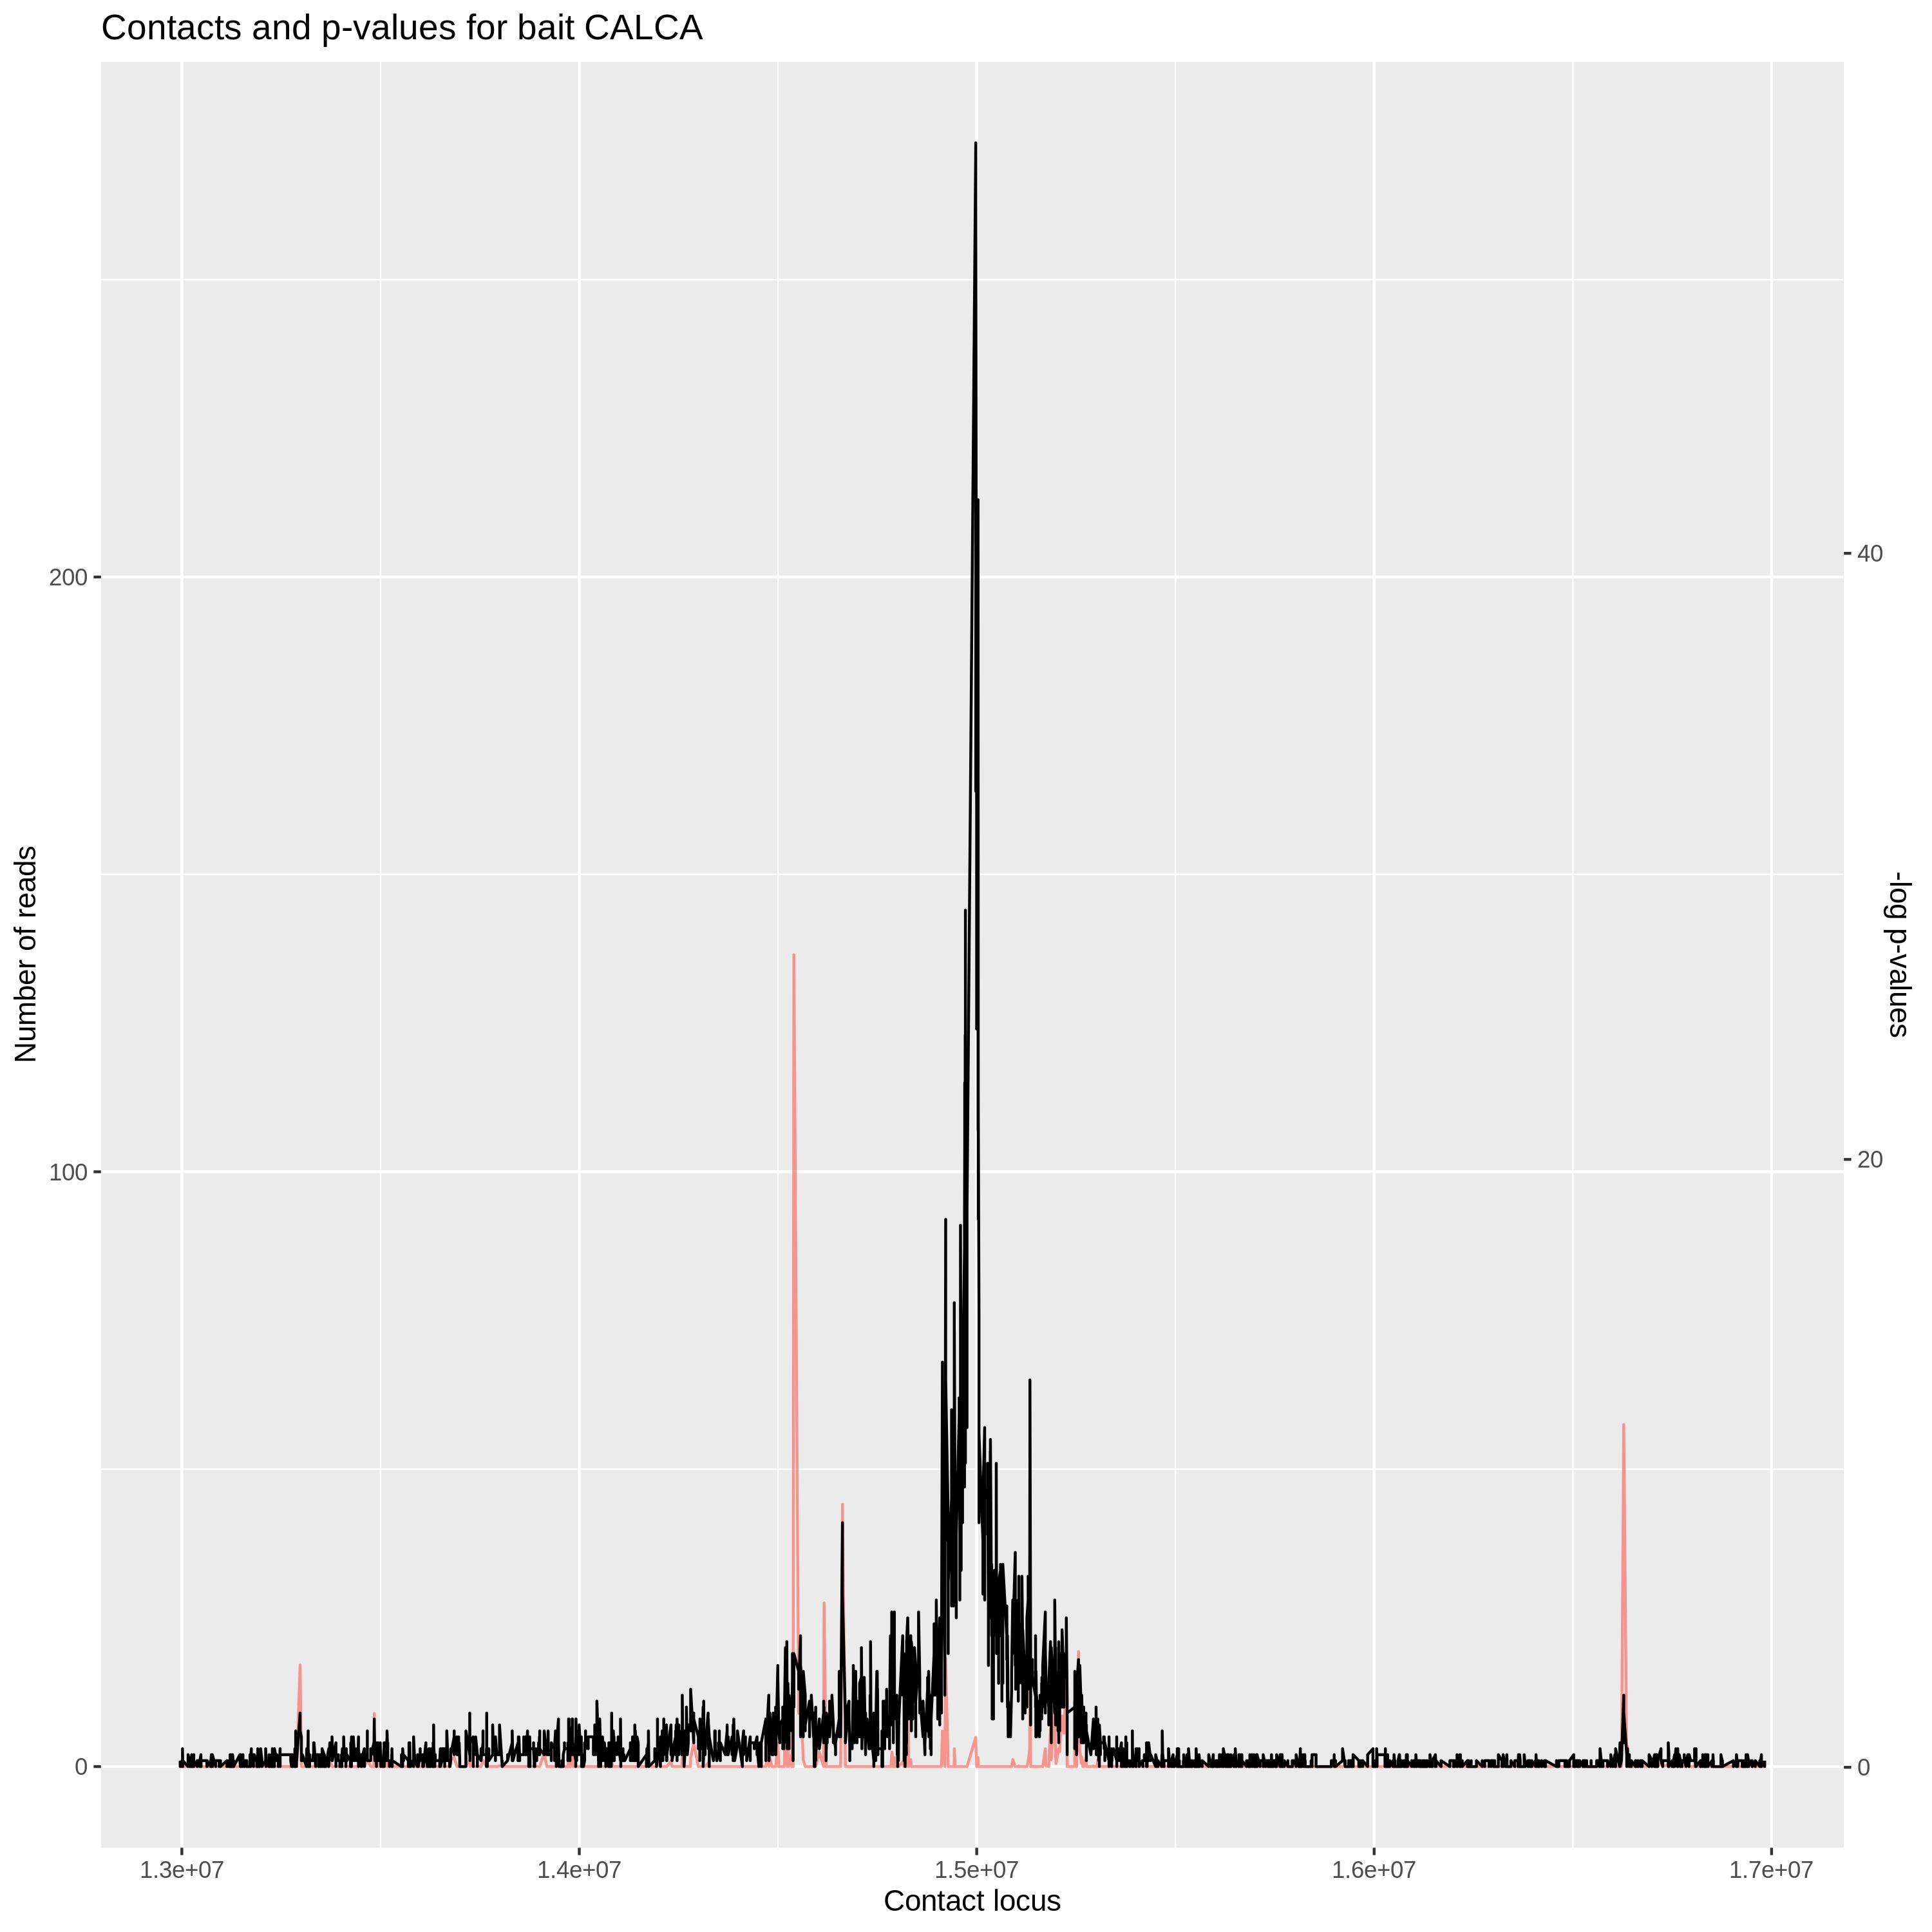 Contacts and p-values for bait CALCA
Number of reads
200
100
0
40
20
0
-log p-values
1.3e+07 1.4e+07 1.5e+07 1.6e+07 1.7e+07
Contact locus